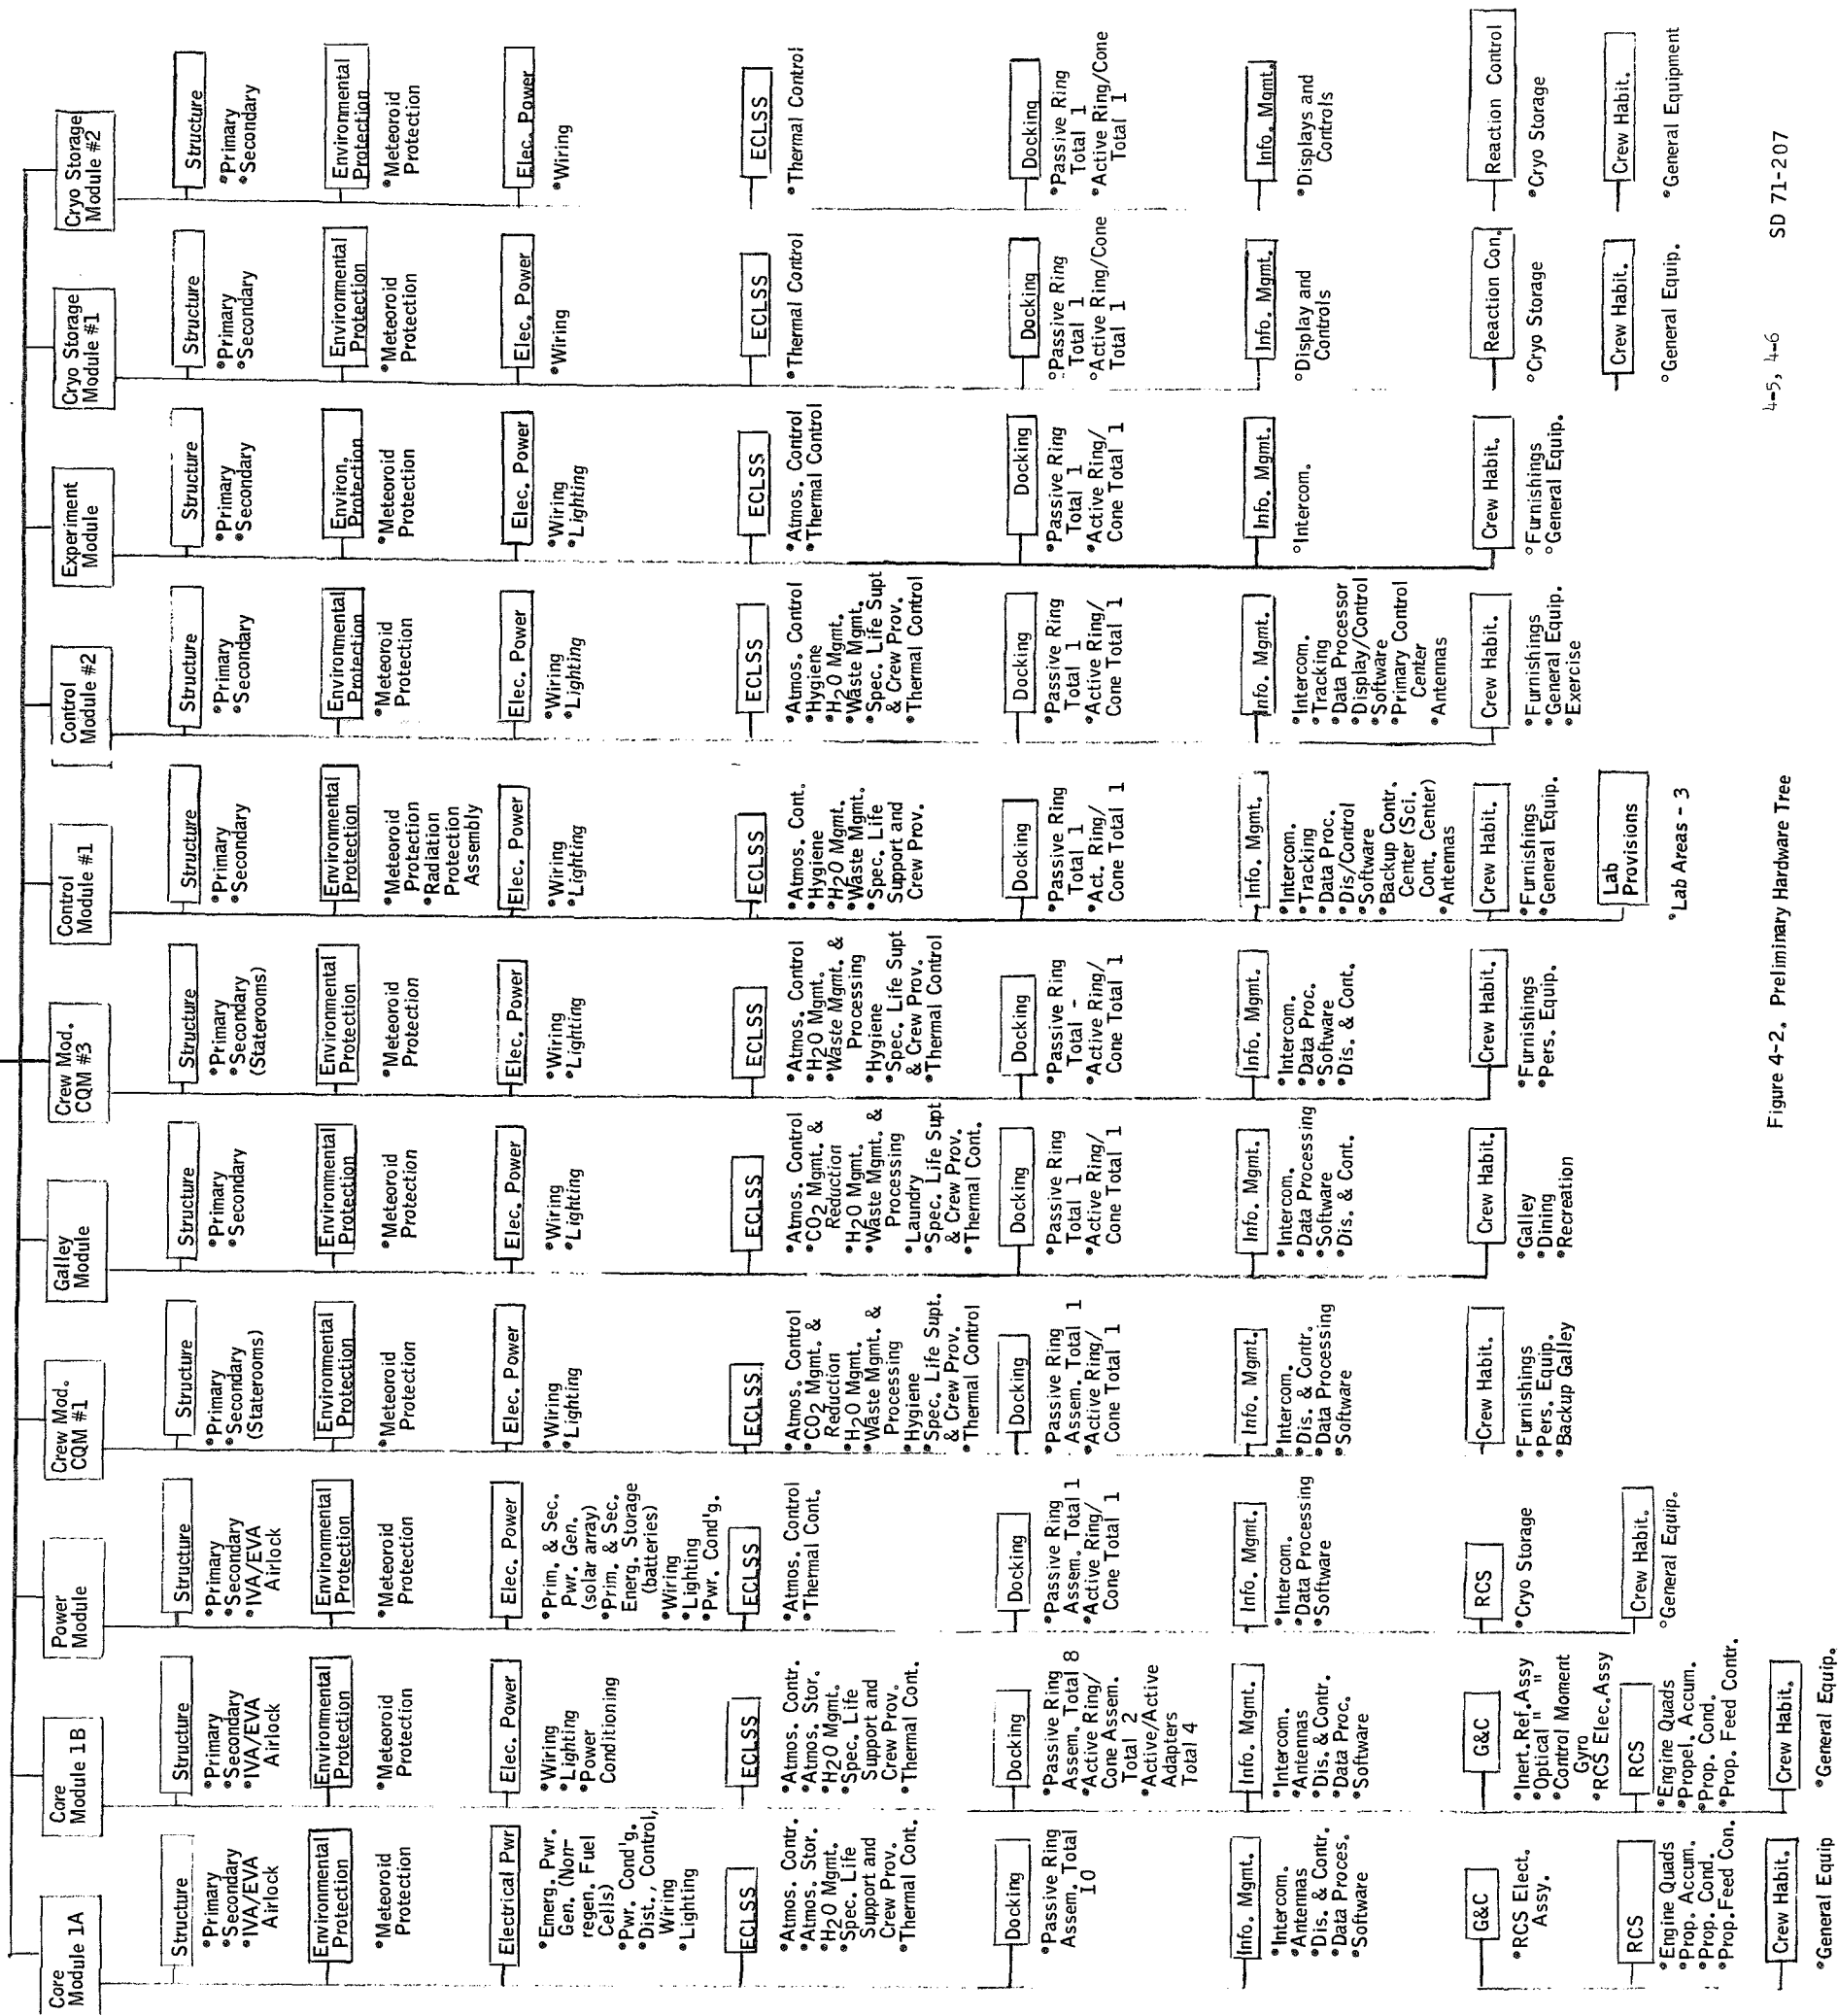 Core
Module 1A
Structure
•Primary
•Secondary
•IVA/EVA
Airlock
Environmental
Protection
•Meteoroid
Protection
Electrical Pwr
•Emerg. Pwr.
Gen. (Non-
regen. Fuel
Cells)
•Pwr. Cond'g.
•Dist., Control,
Wiring
•Lighting
ECLSS
•Atmos. Contr.
•Atmos. Stor.
•H2O Mgmt.
•Spec. Life
Support and
Crew Prov.
•Thermal Cont.
Docking
•Passive Ring
Assem. Total
10
Info. Mgmt.
•Intercom.
•Antennas
•Dis. & Contr.
•Data Proces.
•Software
G&C
•RCS Elect.
Assy.
RCS
•Engine Quads
•Prop. Accum.
•Prop. Cond.
•Prop.Feed Con.
Crew Habit.
•General Equip
Core
Module 1B
Structure
•Primary
•Secondary
•IVA/EVA
Airlock
Environmental
Protection
•Meteoroid
Protection
Elec. Power
•Wiring
•Lighting
•Power
Conditioning
ECLSS
•Atmos. Contr.
•Atmos. Stor.
•H2O Mgmt.
•Spec. Life
Support and
Crew Prov.
•Thermal Cont.
Docking
•Passive Ring
Assem. Total 8
•Active Ring/
Cone Assem.
Total 2
•Active/Active
Adapters
Total 4
Info. Mgmt.
•Intercom.
•Antennas
•Dis. & Contr.
•Data Proc.
•Software
G&C
•Inert.Ref.Assy
•Optical " "
•Control Moment
Gyro
•RCS Elec.Assy
RCS
•Engine Quads
•Propel. Accum.
•Prop. Cond.
•Prop. Feed Contr.
Crew Habit.
•General Equip.
Power
Module
Structure
•Primary
•Secondary
•IVA/EVA
Airlock
Environmental
Protection
•Meteoroid
Protection
Elec. Power
•Prim. & Sec.
Pwr. Gen.
(solar array)
•Prim. & Sec.
Energ. Storage
(batteries)
•Wiring
•Lighting
•Pwr. Cond'g.
ECLSS
•Atmos. Control
•Thermal Cont.
Docking
•Passive Ring
Assem. Total 1
•Active Ring/
Cone Total 1
Info. Mgmt.
•Intercom.
•Data Processing
•Software
RCS
•Cryo Storage
Crew Habit.
°General Equip.
Crew Mod.
CQM #1
Structure
•Primary
•Secondary
(Staterooms)
Environmental
Protection
•Meteoroid
Protection
Elec. Power
•Wiring
•Lighting
ECLSS
•Atmos. Control
•CO2 Mgmt. &
Reduction
•H2O Mgmt.
•Waste Mgmt. &
Processing
•Hygiene
•Spec. Life Supt.
& Crew Prov.
•Thermal Control
Docking
•Passive Ring
Assem. Total 1
•Active Ring/
Cone Total 1
Info. Mgmt.
•Intercom.
•Dis. & Contr.
•Data Processing
•Software
Crew Habit.
•Furnishings
•Pers. Equip.
•Backup Galley
Galley
Module
Structure
•Primary
•Secondary
Environmental
Protection
•Meteoroid
Protection
Elec. Power
•Wiring
•Lighting
ECLSS
•Atmos. Control
•CO2 Mgmt. &
Reduction
•H2O Mgmt.
•Waste Mgmt. &
Processing
•Laundry
•Spec. Life Supt
& Crew Prov.
•Thermal Cont.
Docking
•Passive Ring
Total 1
•Active Ring/
Cone Total 1
Info. Mgmt.
•Intercom.
•Data Processing
•Software
•Dis. & Cont.
Crew Habit.
•Galley
•Dining
•Recreation
Crew Mod.
CQM #3
Structure
•Primary
•Secondary
(Staterooms)
Environmental
Protection
•Meteoroid
Protection
Elec. Power
•Wiring
•Lighting
ECLSS
•Atmos. Control
•H2O Mgmt.
•Waste Mgmt. &
Processing
•Hygiene
•Spec. Life Supt
& Crew Prov.
•Thermal Control
Docking
•Passive Ring
Total -
•Active Ring/
Cone Total 1
Info. Mgmt.
•Intercom.
•Data Proc.
•Software
•Dis. & Cont.
Crew Habit.
•Furnishings
•Pers. Equip.
Control
Module #1
Structure
•Primary
•Secondary
Environmental
Protection
•Meteoroid
Protection
•Radiation
Protection
Assembly
Elec. Power
•Wiring
•Lighting
ECLSS
•Atmos. Cont.
•Hygiene
•H2O Mgmt.
•Waste Mgmt.
•Spec. Life
Support and
Crew Prov.
Docking
•Passive Ring
Total 1
•Act. Ring/
Cone Total 1
Info. Mgmt.
•Intercom.
•Tracking
•Data Proc.
•Dis/Control
•Software
•Backup Contr.
Center (Sci.
Cont. Center)
•Antennas
Crew Habit.
•Furnishings
•General Equip.
Lab
Provisions
°Lab Areas - 3
Control
Module #2
Structure
•Primary
•Secondary
Environmental
Protection
•Meteoroid
Protection
Elec. Power
•Wiring
•Lighting
ECLSS
•Atmos. Control
•Hygiene
•H2O Mgmt.
•Waste Mgmt.
•Spec. Life Supt
& Crew Prov.
•Thermal Control
Docking
•Passive Ring
Total 1
•Active Ring/
Cone Total 1
Info. Mgmt.
•Intercom.
•Tracking
•Data Processor
•Display/Control
•Software
•Primary Control
Center
•Antennas
Crew Habit.
•Furnishings
•General Equip.
•Exercise
Experiment
Module
Structure
•Primary
•Secondary
Environ.
Protection
•Meteoroid
Protection
Elec. Power
•Wiring
•Lighting
ECLSS
•Atmos. Control
•Thermal Control
Docking
•Passive Ring
Total 1
•Active Ring/
Cone Total 1
Info. Mgmt.
°Intercom.
Crew Habit.
°Furnishings
°General Equip.
Cryo Storage
Module #1
Structure
•Primary
•Secondary
Environmental
Protection
•Meteoroid
Protection
Elec. Power
•Wiring
ECLSS
•Thermal Control
Docking
°Passive Ring
Total 1
°Active Ring/Cone
Total 1
Info. Mgmt.
°Display and
Controls
Reaction Con.
°Cryo Storage
Crew Habit.
°General Equip.
Cryo Storage
Module #2
Structure
•Primary
•Secondary
Environmental
Protection
•Meteoroid
Protection
Elec. Power
•Wiring
ECLSS
•Thermal Control
Docking
•Passive Ring
Total 1
•Active Ring/Cone
Total 1
Info. Mgmt.
•Displays and
Controls
Reaction Control
•Cryo Storage
Crew Habit.
•General Equipment
Figure 4-2. Preliminary Hardware Tree
4-5, 4-6
SD 71-207